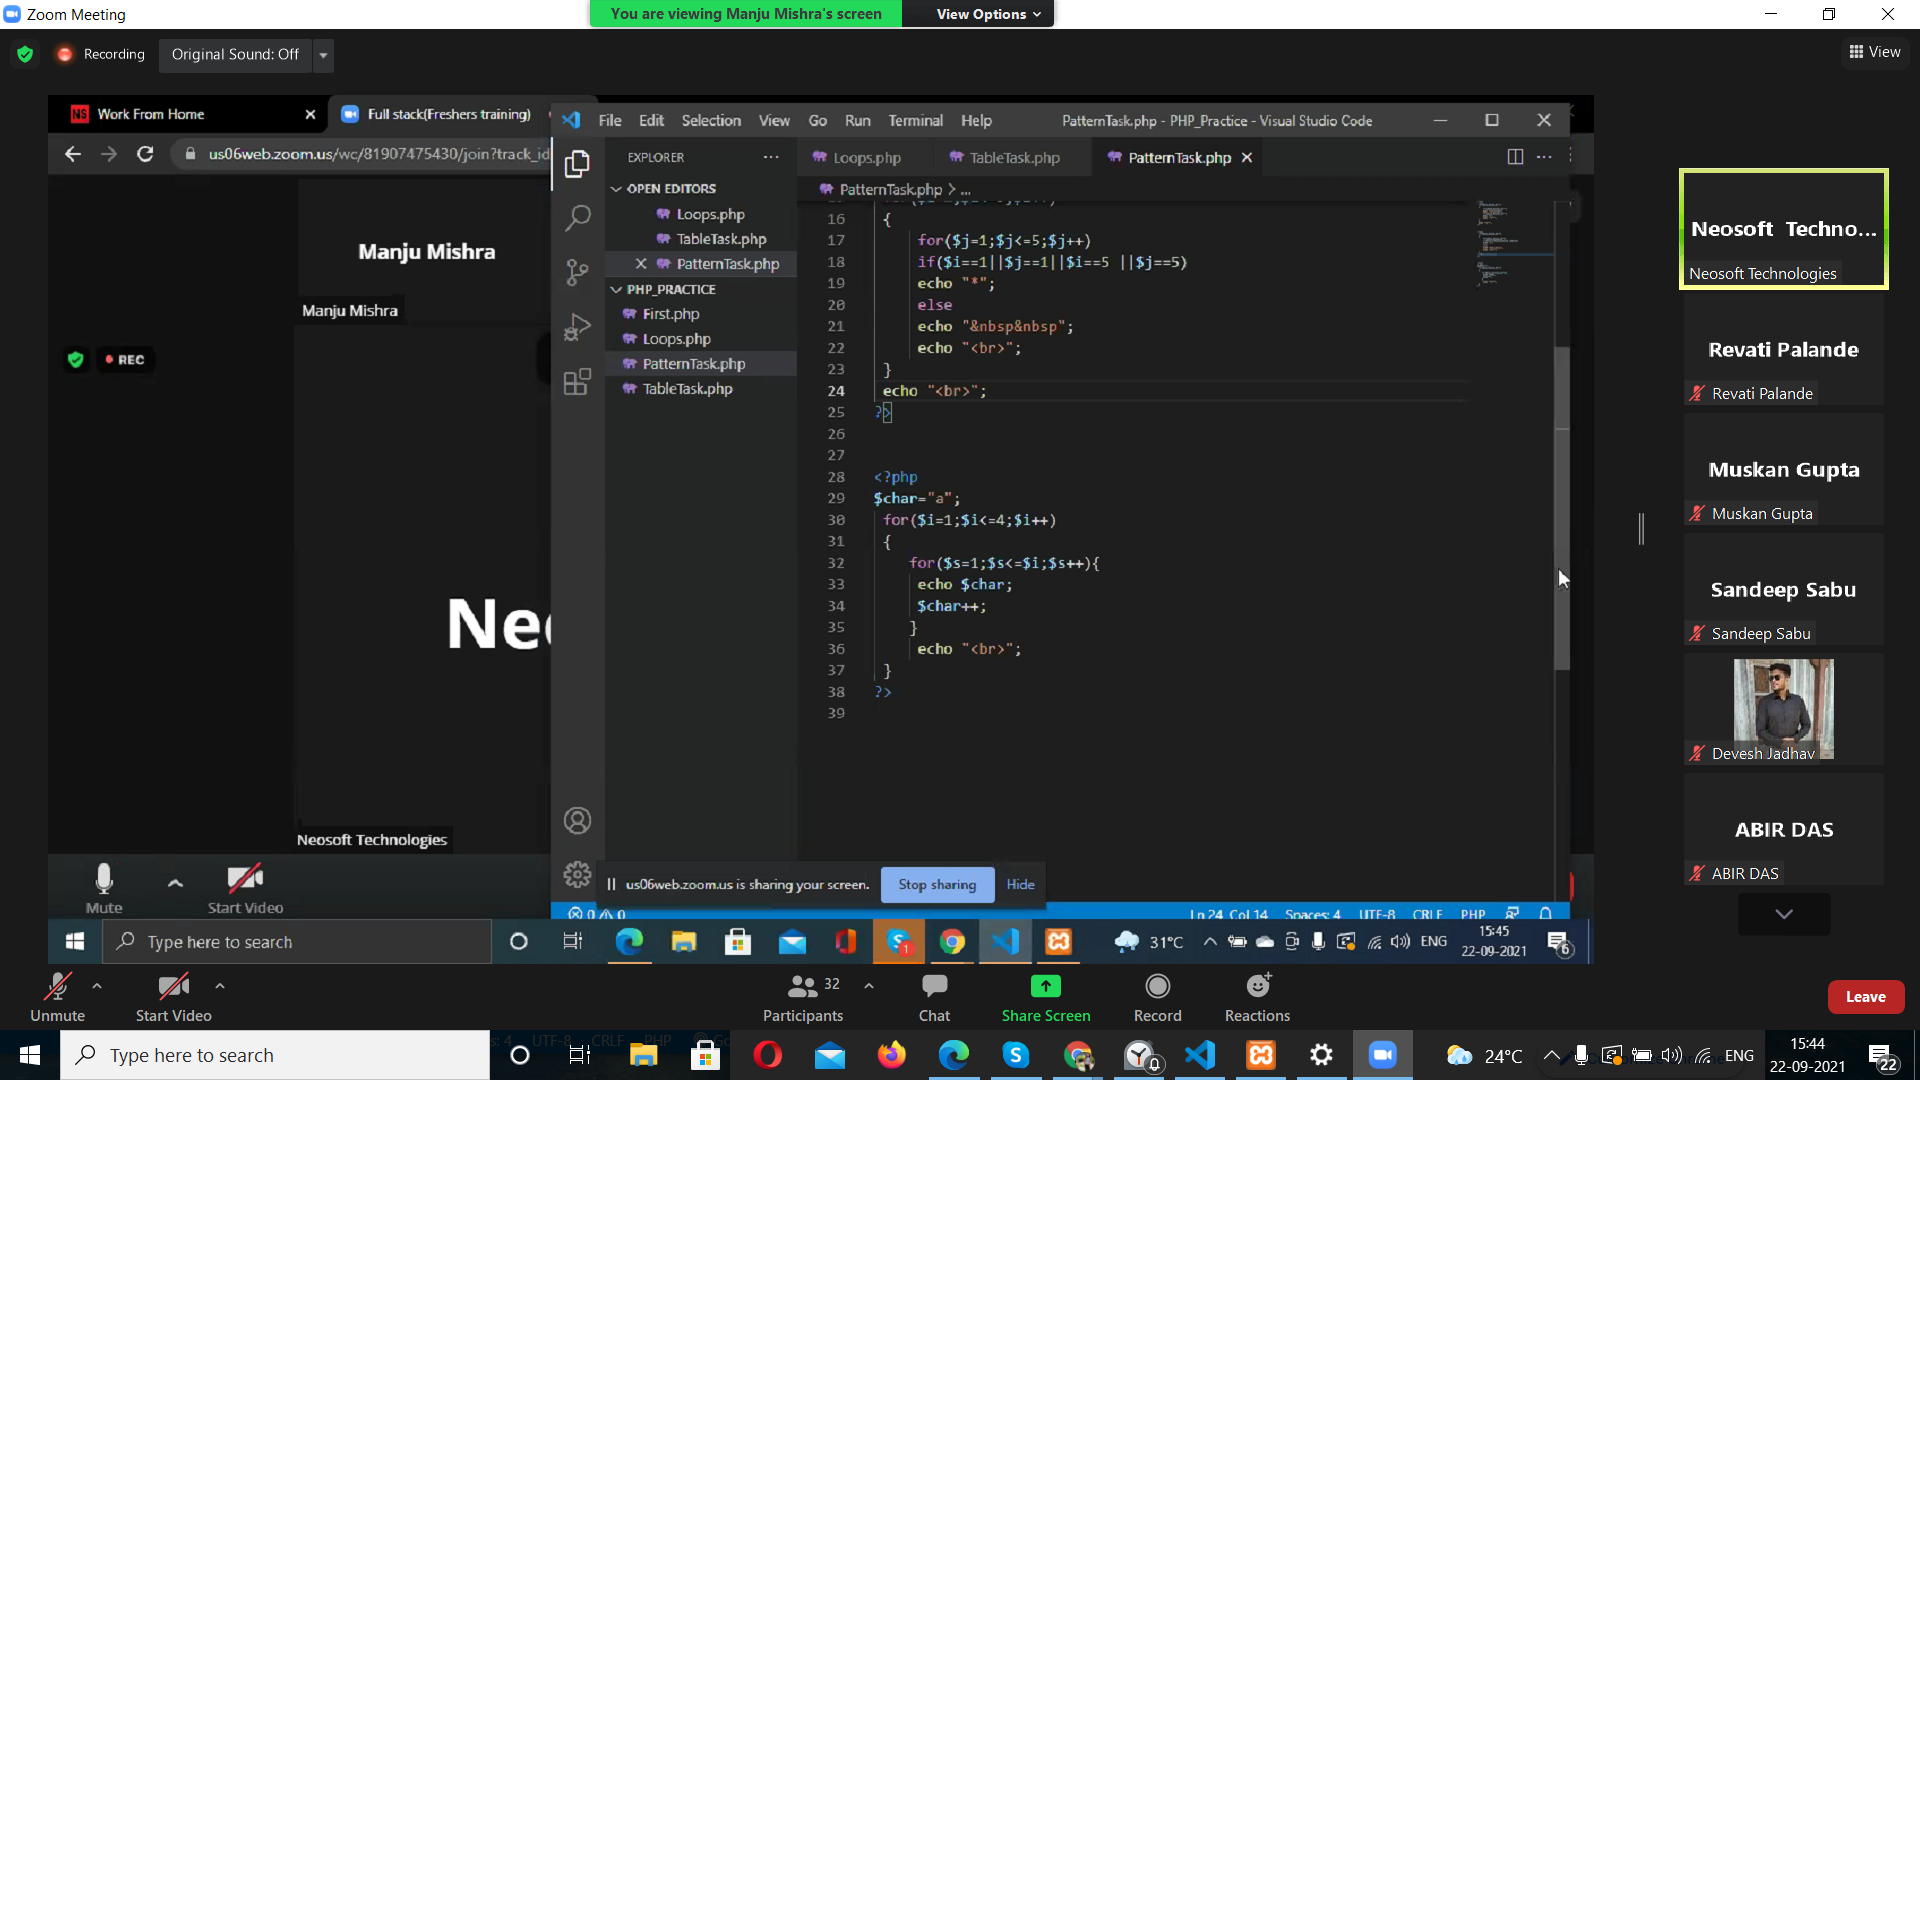 Zoom Meeting
You are viewing Manju Mishra's screen
View Options
Recording
Original Sound: Off
View
Work From Home
Full stack(Freshers training)
us06web.zoom.us/wc/81907475430/join?track_id
Manju Mishra
Manju Mishra
REC
Neosoft Technologies
Mute
Start Video
File Edit Selection View Go Run Terminal Help
PatternTask.php - PHP_Practice - Visual Studio Code
EXPLORER
OPEN EDITORS
Loops.php
TableTask.php
PatternTask.php
PHP_PRACTICE
First.php
Loops.php
PatternTask.php
TableTask.php
Loops.php
TableTask.php
PatternTask.php
PatternTask.php > ...
16 {
17 for($j=1;$j<=5;$j++)
18 if($i==1||$j==1||$i==5 ||$j==5)
19 echo "*";
20 else
21 echo "&nbsp&nbsp";
22 echo "<br>";
23 }
24 echo "<br>";
25 ?>
26
27
28 <?php
29 $char="a";
30 for($i=1;$i<=4;$i++)
31 {
32 for($s=1;$s<=$i;$s++){
33 echo $char;
34 $char++;
35 }
36 echo "<br>";
37 }
38 ?>
39
us06web.zoom.us is sharing your screen.
Stop sharing
Hide
0 0
Ln 24, Col 14
Spaces: 4
UTF-8
CRLF
PHP
Type here to search
1
31°C
ENG
15:45
22-09-2021
6
Neosoft Techno...
Neosoft Technologies
Revati Palande
Revati Palande
Muskan Gupta
Muskan Gupta
Sandeep Sabu
Sandeep Sabu
Devesh Jadhav
ABIR DAS
ABIR DAS
Unmute
Start Video
32
Participants
Chat
Share Screen
Record
Reactions
Leave
Type here to search
24°C
ENG
15:44
22-09-2021
22